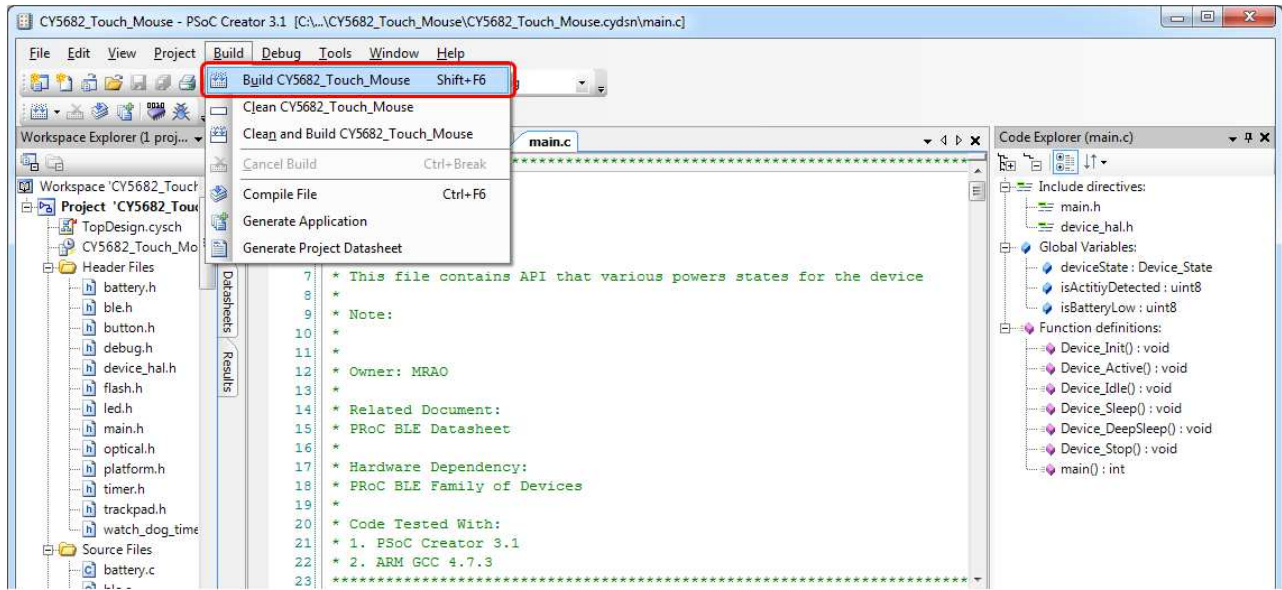 CY5682_Touch_Mouse - PSoC Creator 3.1 [C:\...\CY5682_Touch_Mouse\CY5682_Touch_Mouse.cydsn\main.c]
File Edit View Project Build Debug Tools Window Help
Build CY5682_Touch_Mouse Shift+F6
Clean CY5682_Touch_Mouse
Clean and Build CY5682_Touch_Mouse
Cancel Build Ctrl+Break
Compile File Ctrl+F6
Generate Application
Generate Project Datasheet
Workspace Explorer (1 proj...
Workspace 'CY5682_Touch
Project 'CY5682_Tou
TopDesign.cysch
CY5682_Touch_Mo
Header Files
battery.h
ble.h
button.h
debug.h
device_hal.h
flash.h
led.h
main.h
optical.h
platform.h
timer.h
trackpad.h
watch_dog_time
Source Files
battery.c
Datasheets
Results
main.c
*****************************************************
7 * This file contains API that various powers states for the device
8 *
9 * Note:
10 *
11 *
12 * Owner: MRAO
13 *
14 * Related Document:
15 * PRoC BLE Datasheet
16 *
17 * Hardware Dependency:
18 * PRoC BLE Family of Devices
19 *
20 * Code Tested With:
21 * 1. PSoC Creator 3.1
22 * 2. ARM GCC 4.7.3
23 ***********************************************************************
Code Explorer (main.c)
Include directives:
main.h
device_hal.h
Global Variables:
deviceState : Device_State
isActitiyDetected : uint8
isBatteryLow : uint8
Function definitions:
Device_Init() : void
Device_Active() : void
Device_Idle() : void
Device_Sleep() : void
Device_DeepSleep() : void
Device_Stop() : void
main() : int